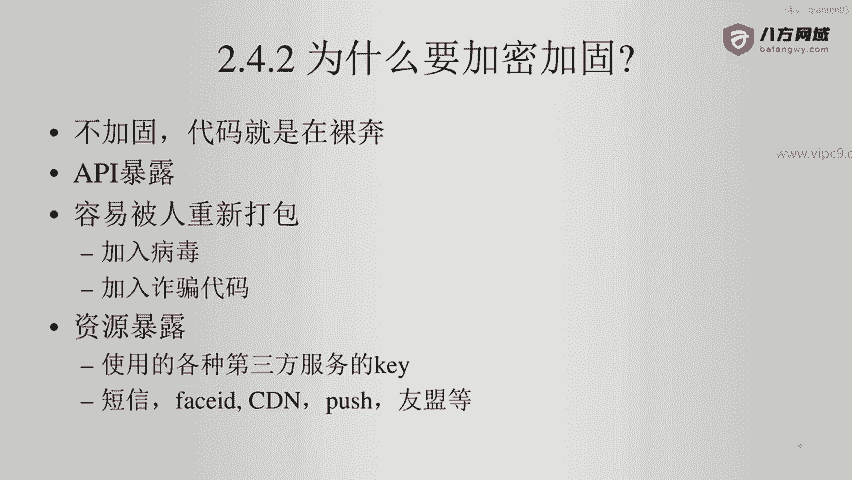 八方网域
bafangwy.com
2.4.2 为什么要加密加固?
• 不加固，代码就是在裸奔
www.vipc9.c
• API暴露
• 容易被人重新打包
– 加入病毒
– 加入诈骗代码
• 资源暴露
– 使用的各种第三方服务的key
– 短信，faceid, CDN，push，友盟等